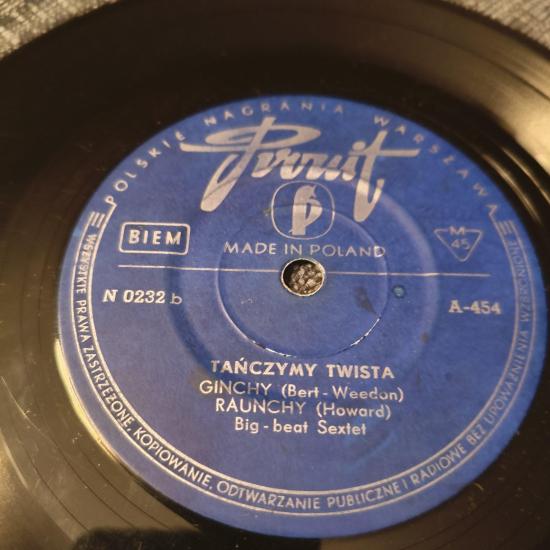 POLSKIE NAGRANIA WARSZAWA
Pronit
P
BIEM
M
45
MADE IN POLAND
N 0232 b
A-454
TAŃCZYMY TWISTA
GINCHY (Bert-Weedon)
RAUNCHY (Howard)
Big-beat Sextet
WSZYSTKIE PRAWA ZASTRZEŻONE. KOPIOWANIE, ODTWARZANIE PUBLICZNE I RADIOWE BEZ UPOWAŻNIENIA WZBRONIONE